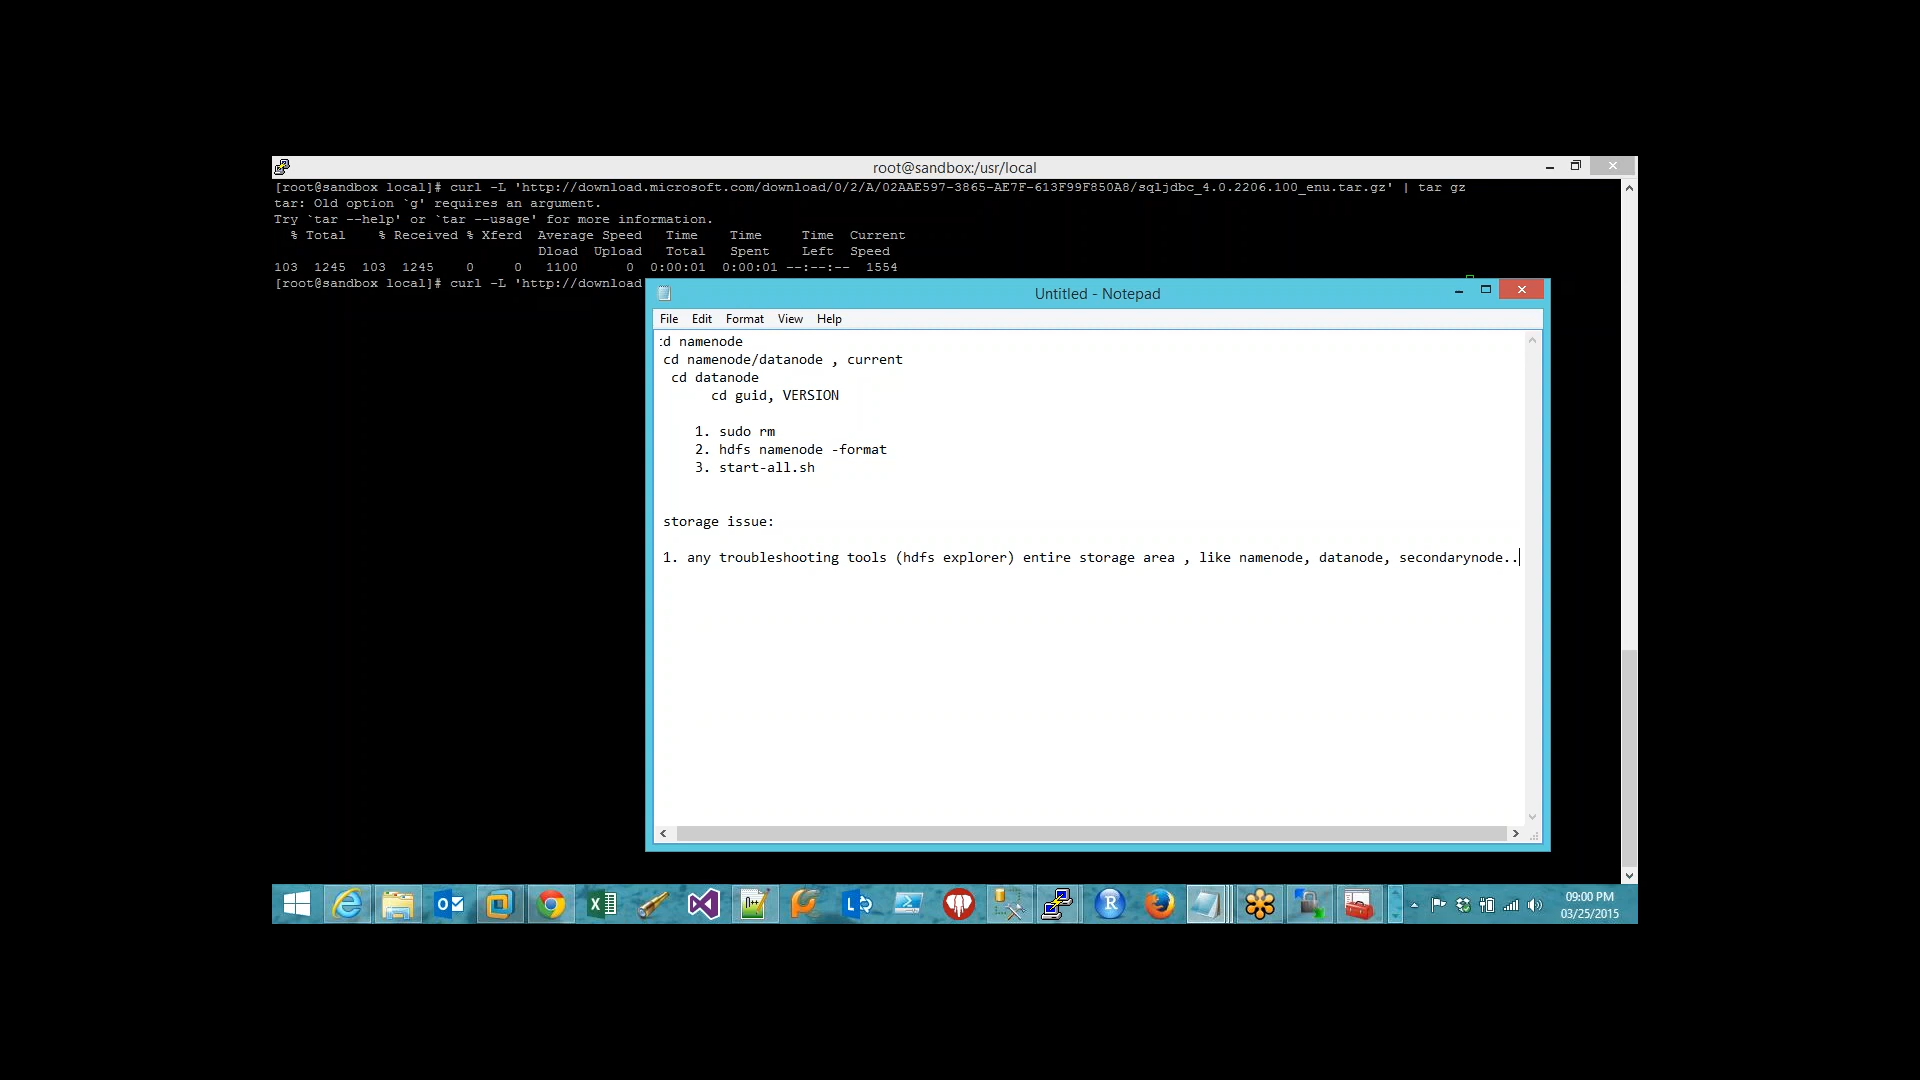 root@sandbox:/usr/local
[root@sandbox local]# curl -L 'http://download.microsoft.com/download/0/2/A/02AAE597-3865-AE7F-613F99F850A8/sqljdbc_4.0.2206.100_enu.tar.gz' | tar gz
tar: Old option `g' requires an argument.
Try `tar --help' or `tar --usage' for more information.
% Total % Received % Xferd Average Speed Time Time Time Current
Dload Upload Total Spent Left Speed
103 1245 103 1245 0 0 1100 0 0:00:01 0:00:01 --:--:-- 1554
[root@sandbox local]# curl -L 'http://download
Untitled - Notepad
File Edit Format View Help
:d namenode
cd namenode/datanode , current
cd datanode
cd guid, VERSION
1. sudo rm
2. hdfs namenode -format
3. start-all.sh
storage issue:
1. any troubleshooting tools (hdfs explorer) entire storage area , like namenode, datanode, secondarynode..
09:00 PM
03/25/2015